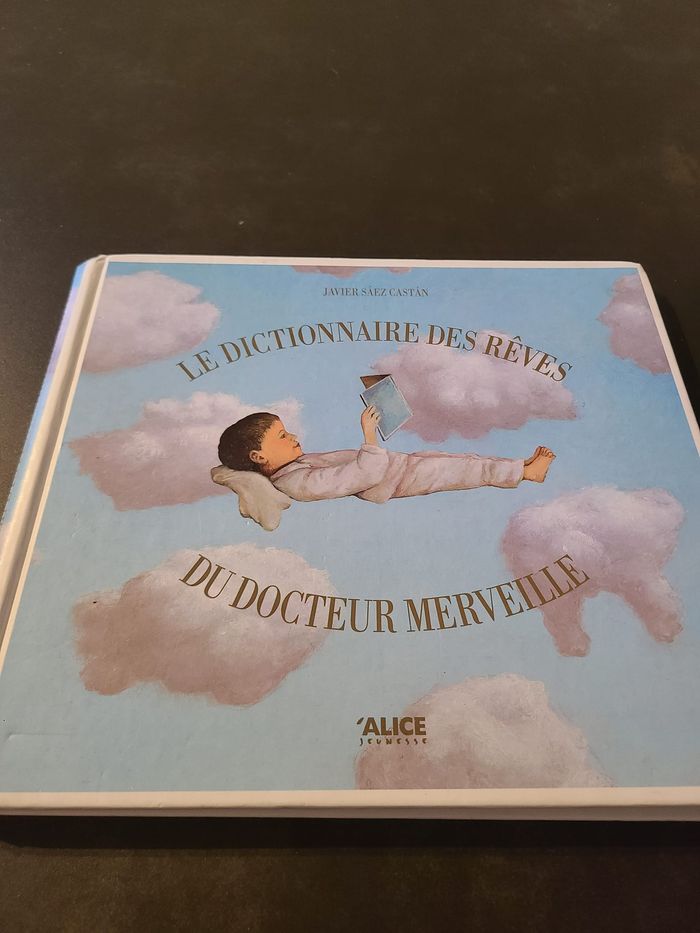 JAVIER SÁEZ CASTÁN
LE DICTIONNAIRE DES RÊVES
DU DOCTEUR MERVEILLE
'ALICE
JEUNESSE